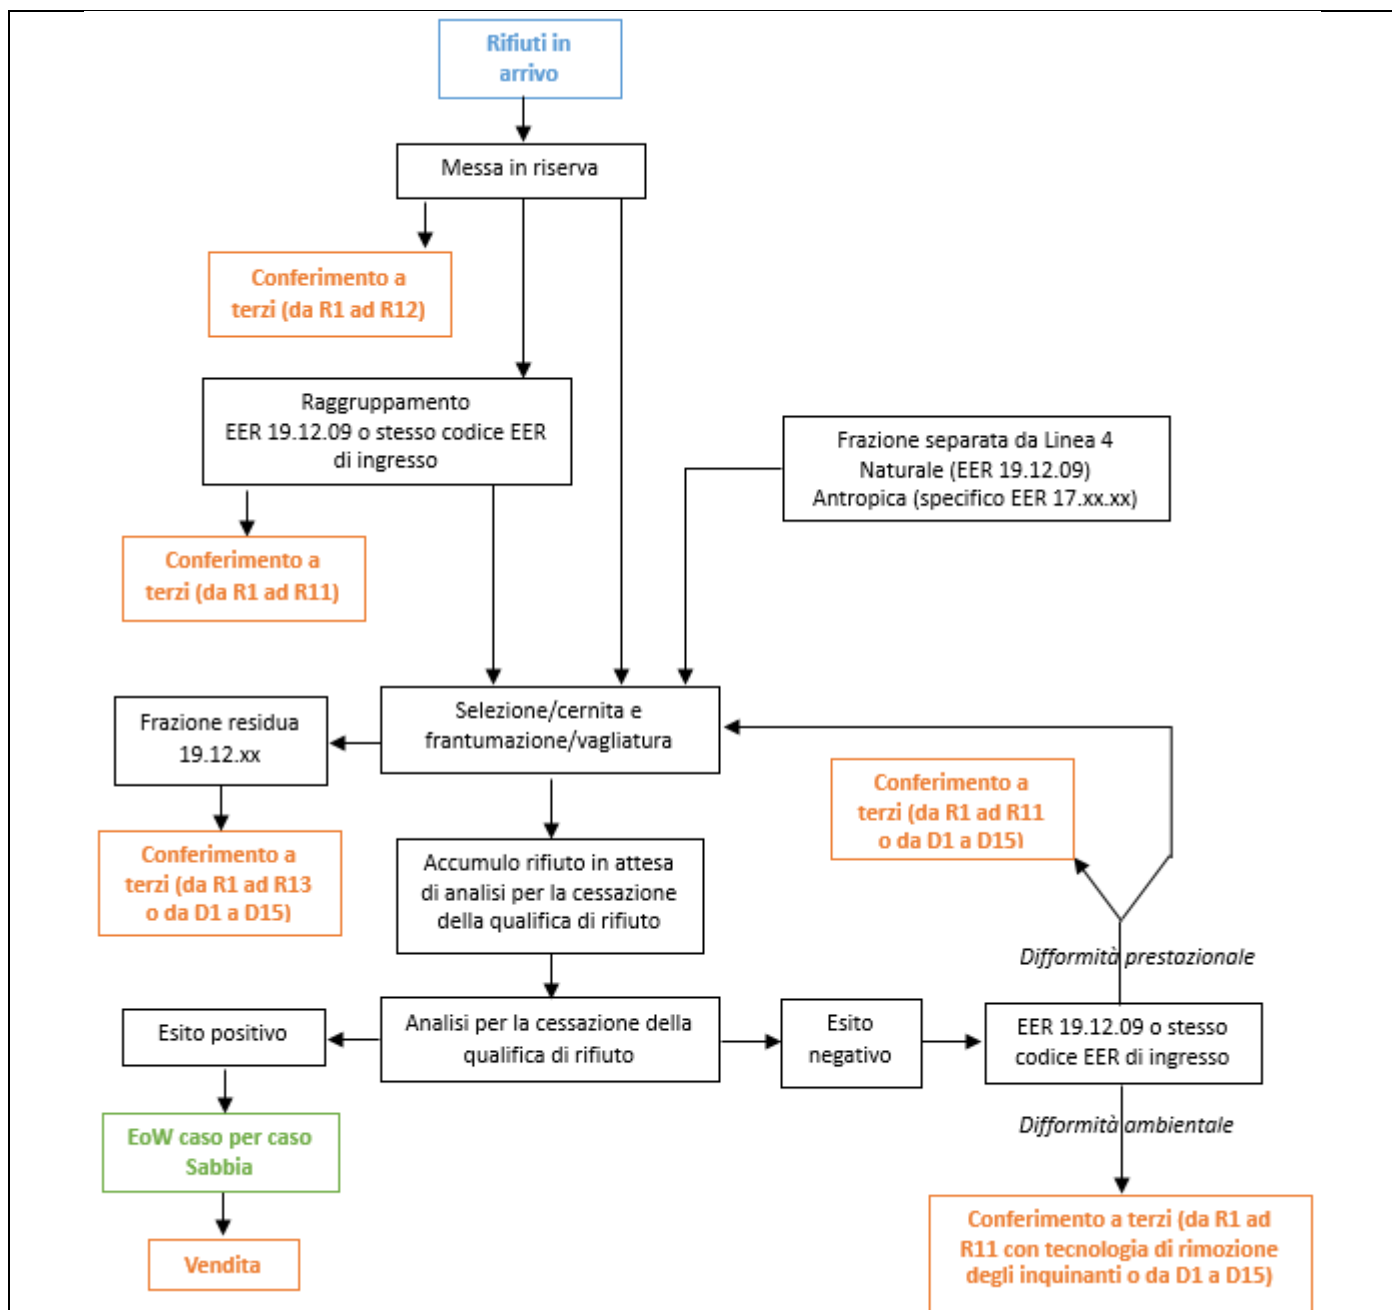 Rifiuti in
arrivo
Messa in riserva
Conferimento a
terzi (da R1 ad R12)
Raggruppamento
EER 19.12.09 o stesso codice EER
di ingresso
Frazione separata da Linea 4
Naturale (EER 19.12.09)
Antropica (specifico EER 17.xx.xx)
Conferimento a
terzi (da R1 ad R11)
Selezione/cernita e
frantumazione/vagliatura
Frazione residua
19.12.xx
Conferimento a
terzi (da R1 ad R11
o da D1 a D15)
Conferimento a
terzi (da R1 ad R13
o da D1 a D15)
Accumulo rifiuto in attesa
di analisi per la cessazione
della qualifica di rifiuto
Difformità prestazionale
Esito positivo
Analisi per la cessazione della
qualifica di rifiuto
Esito
negativo
EER 19.12.09 o stesso
codice EER di ingresso
Difformità ambientale
EoW caso per caso
Sabbia
Vendita
Conferimento a terzi (da R1 ad
R11 con tecnologia di rimozione
degli inquinanti o da D1 a D15)